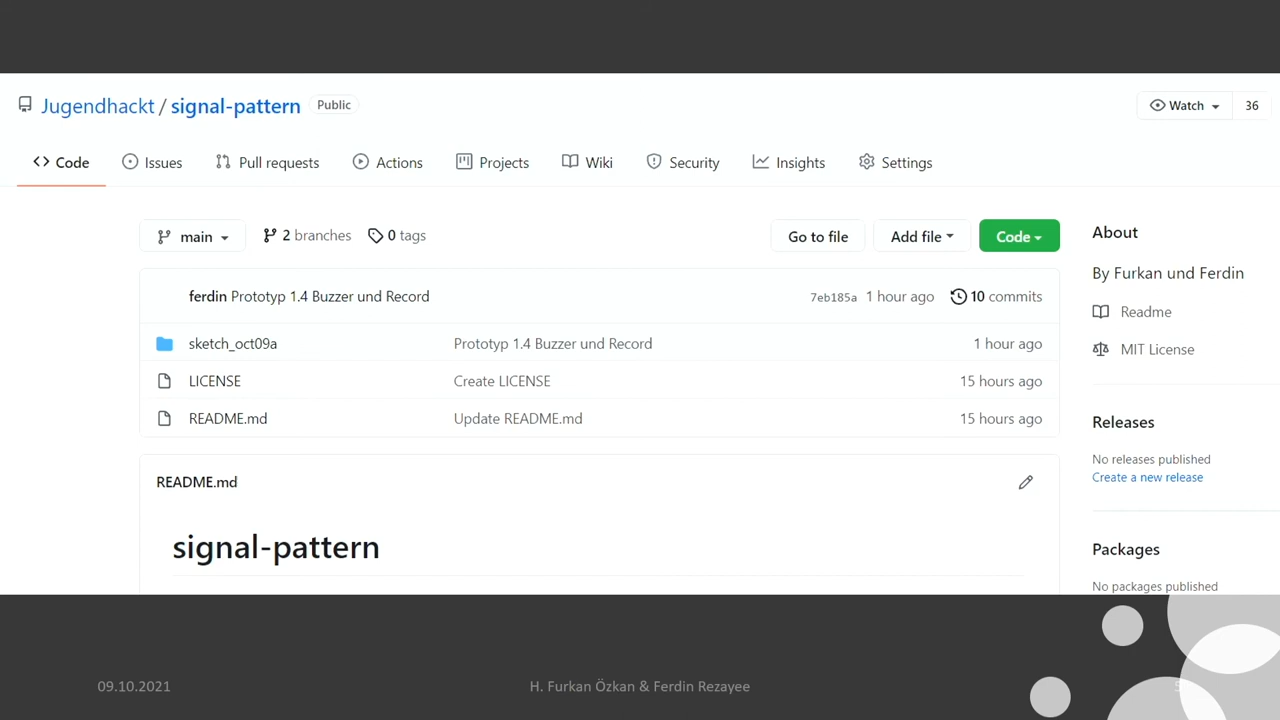 Jugendhackt / signal-pattern Public Watch 36
Code Issues Pull requests Actions Projects Wiki Security Insights Settings
main 2 branches 0 tags Go to file Add file Code
About
By Furkan und Ferdin
ferdin Prototyp 1.4 Buzzer und Record 7eb185a 1 hour ago 10 commits
Readme
sketch_oct09a Prototyp 1.4 Buzzer und Record 1 hour ago
MIT License
LICENSE Create LICENSE 15 hours ago
README.md Update README.md 15 hours ago
Releases
No releases published
Create a new release
README.md
signal-pattern
Packages
No packages published
09.10.2021 H. Furkan Özkan & Ferdin Rezayee